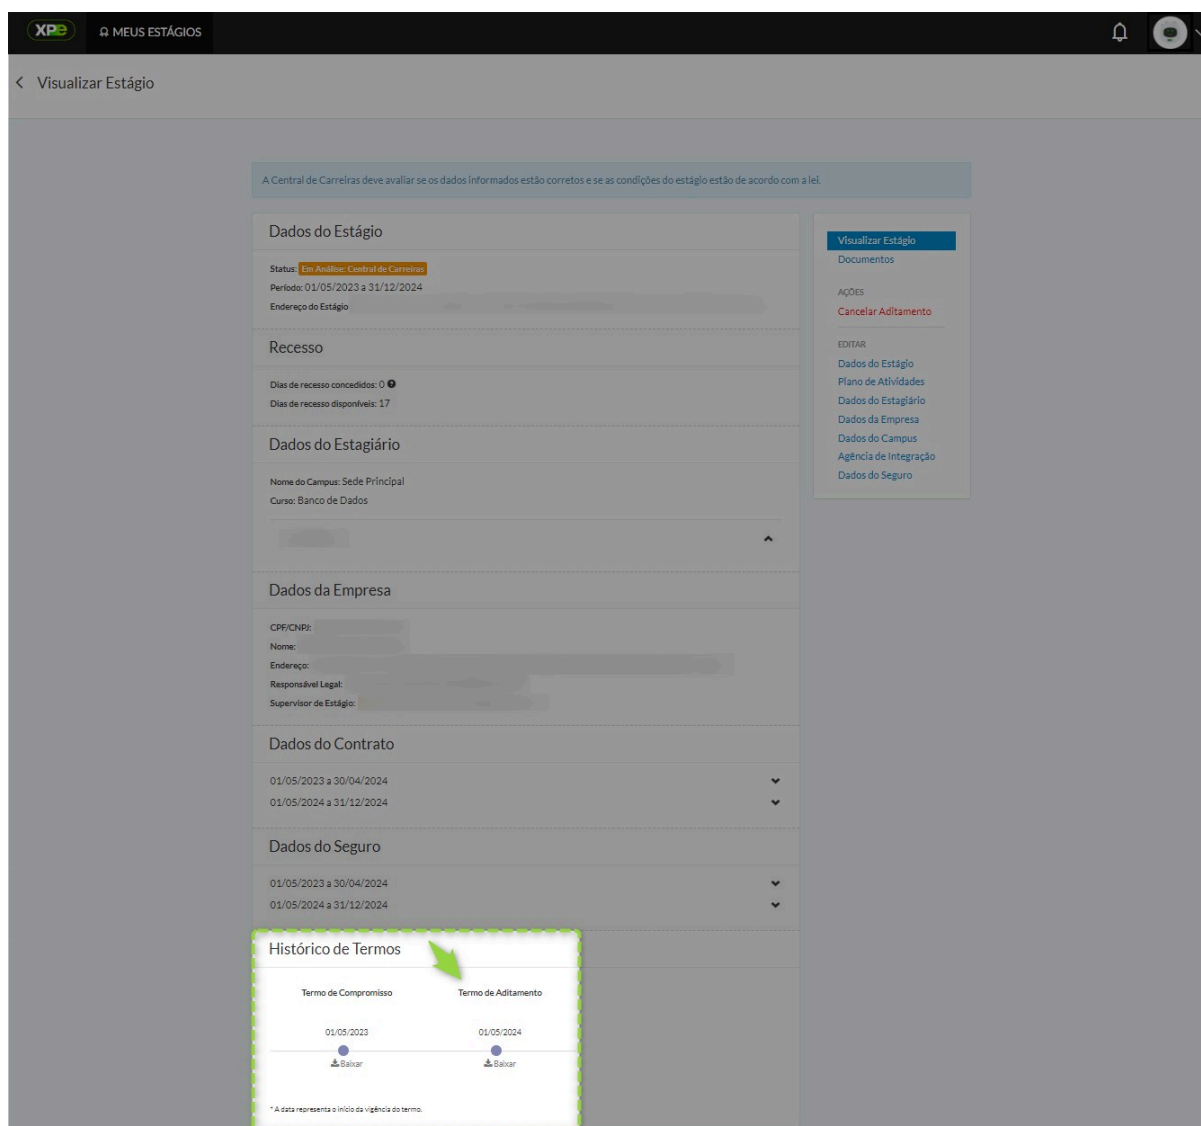 XPe MEUS ESTÁGIOS
Visualizar Estágio
A Central de Carreiras deve avaliar se os dados informados estão corretos e se as condições do estágio estão de acordo com a lei.
Dados do Estágio
Status: Em Análise: Central de Carreiras
Período: 01/05/2023 a 31/12/2024
Endereço do Estágio
Recesso
Dias de recesso concedidos: 0
Dias de recesso disponíveis: 17
Dados do Estagiário
Nome do Campus: Sede Principal
Curso: Banco de Dados
Dados da Empresa
CPF/CNPJ:
Nome:
Endereço:
Responsável Legal:
Supervisor de Estágio:
Dados do Contrato
01/05/2023 a 30/04/2024
01/05/2024 a 31/12/2024
Dados do Seguro
01/05/2023 a 30/04/2024
01/05/2024 a 31/12/2024
Histórico de Termos
Termo de Compromisso Termo de Aditamento
01/05/2023 01/05/2024
Baixar Baixar
* A data representa o início da vigência do termo.
Visualizar Estágio
Documentos
AÇÕES
Cancelar Aditamento
EDITAR
Dados do Estágio
Plano de Atividades
Dados do Estagiário
Dados da Empresa
Dados do Campus
Agência de Integração
Dados do Seguro